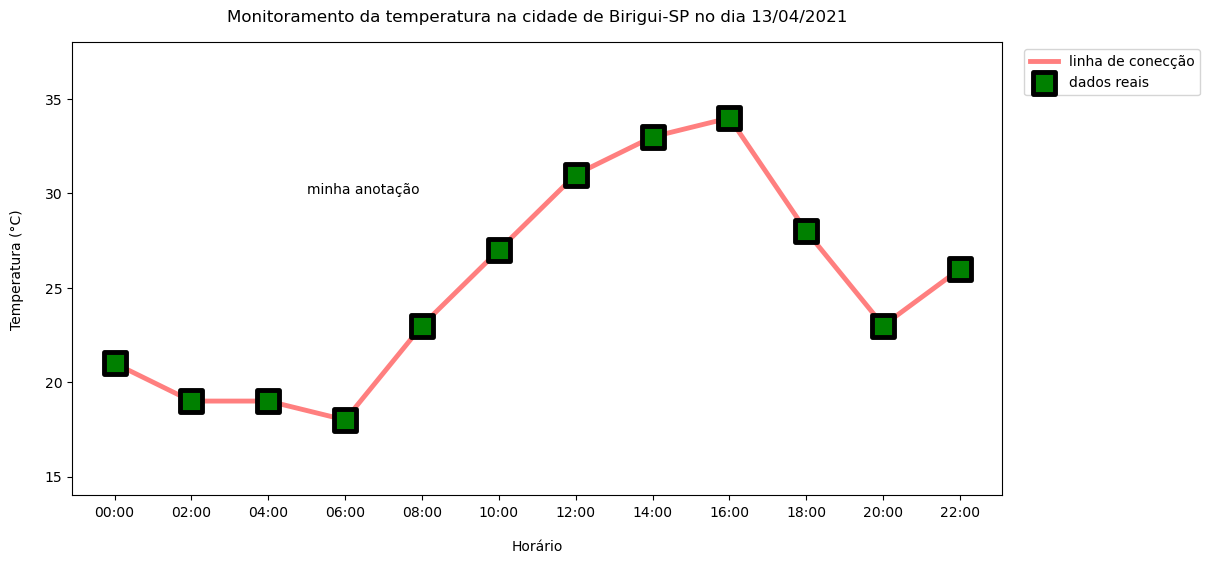 Monitoramento da temperatura na cidade de Birigui-SP no dia 13/04/2021
linha de conecção
dados reais
35
30
25
20
15
Temperatura (°C)
minha anotação
00:00 02:00 04:00 06:00 08:00 10:00 12:00 14:00 16:00 18:00 20:00 22:00
Horário